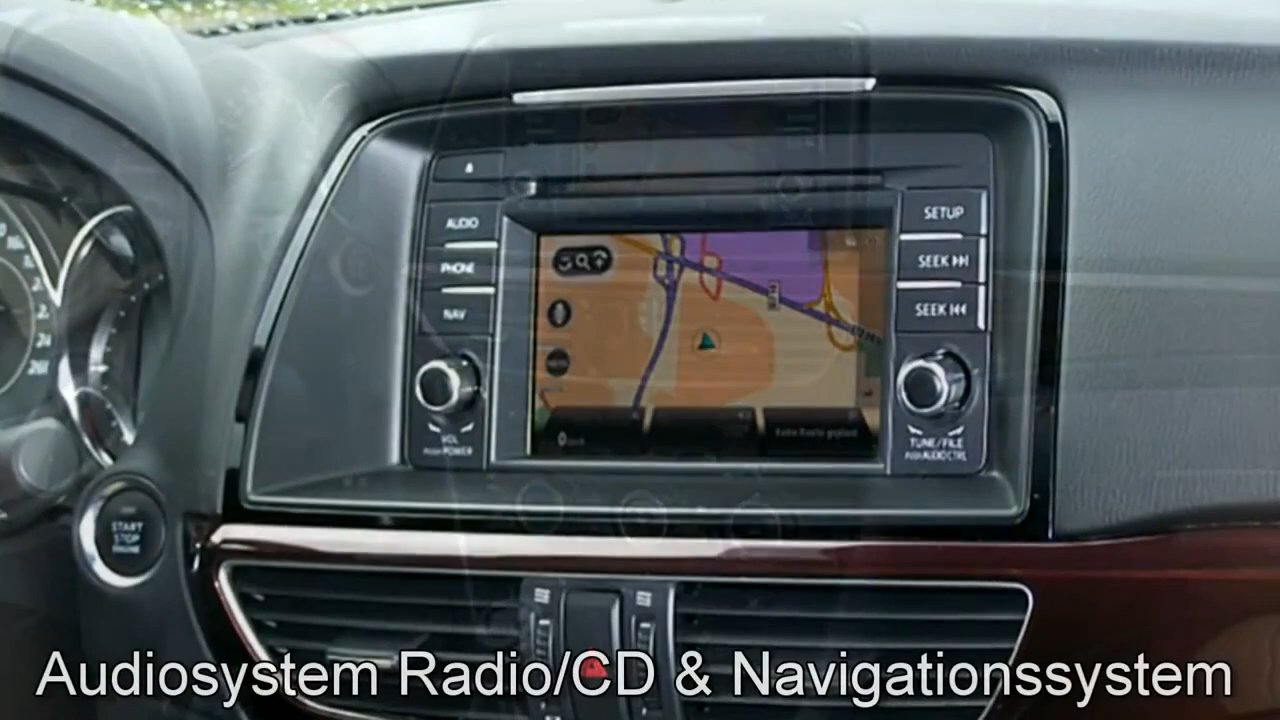 AUDIO
PHONE
NAV
VOL
PUSH POWER
SETUP
SEEK
SEEK
TUNE/FILE
PUSH AUDIO CTRL
START
STOP
ENGINE
Audiosystem Radio/CD & Navigationssystem